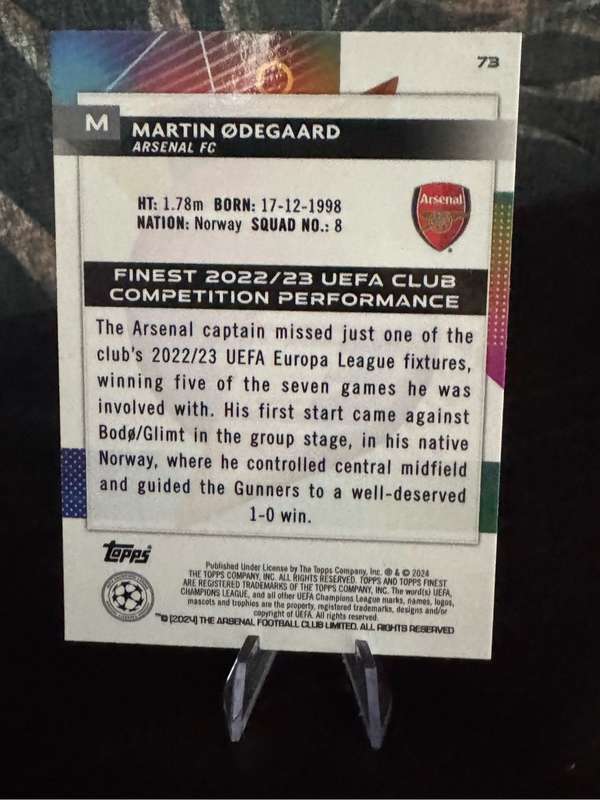 73
M
MARTIN ØDEGAARD
ARSENAL FC
HT: 1.78m BORN: 17-12-1998
NATION: Norway SQUAD NO.: 8
Arsenal
FINEST 2022/23 UEFA CLUB
COMPETITION PERFORMANCE
The Arsenal captain missed just one of the
club's 2022/23 UEFA Europa League fixtures,
winning five of the seven games he was
involved with. His first start came against
Bodø/Glimt in the group stage, in his native
Norway, where he controlled central midfield
and guided the Gunners to a well-deserved
1-0 win.
Topps
Published Under License by The Topps Company, Inc. ® & © 2024
THE TOPPS COMPANY, INC. ALL RIGHTS RESERVED. TOPPS AND TOPPS FINEST
ARE REGISTERED TRADEMARKS OF THE TOPPS COMPANY, INC. The word(s) UEFA,
CHAMPIONS LEAGUE, and all other UEFA Champions League marks, names, logos,
mascots and trophies are the property, registered trademarks, designs and/or
copyright of UEFA. All rights reserved.
™© [2024] THE ARSENAL FOOTBALL CLUB LIMITED. ALL RIGHTS RESERVED